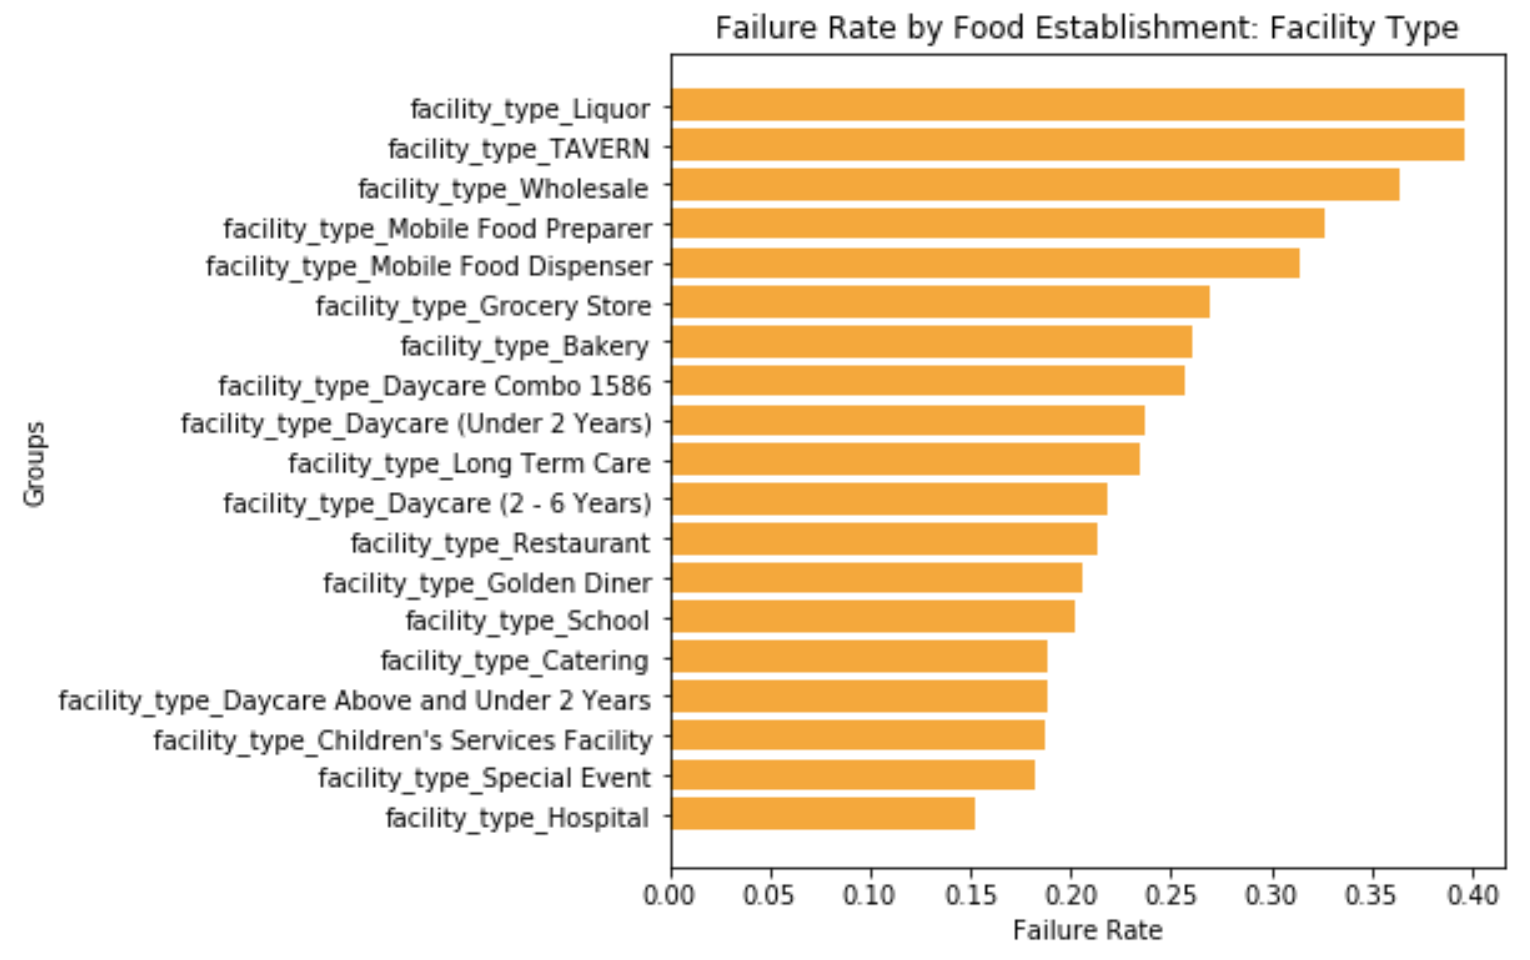 Failure Rate by Food Establishment: Facility Type
facility_type_Liquor
facility_type_TAVERN
facility_type_Wholesale
facility_type_Mobile Food Preparer
facility_type_Mobile Food Dispenser
facility_type_Grocery Store
facility_type_Bakery
facility_type_Daycare Combo 1586
facility_type_Daycare (Under 2 Years)
facility_type_Long Term Care
facility_type_Daycare (2 - 6 Years)
facility_type_Restaurant
facility_type_Golden Diner
facility_type_School
facility_type_Catering
facility_type_Daycare Above and Under 2 Years
facility_type_Children's Services Facility
facility_type_Special Event
facility_type_Hospital
Groups
0.00 0.05 0.10 0.15 0.20 0.25 0.30 0.35 0.40
Failure Rate